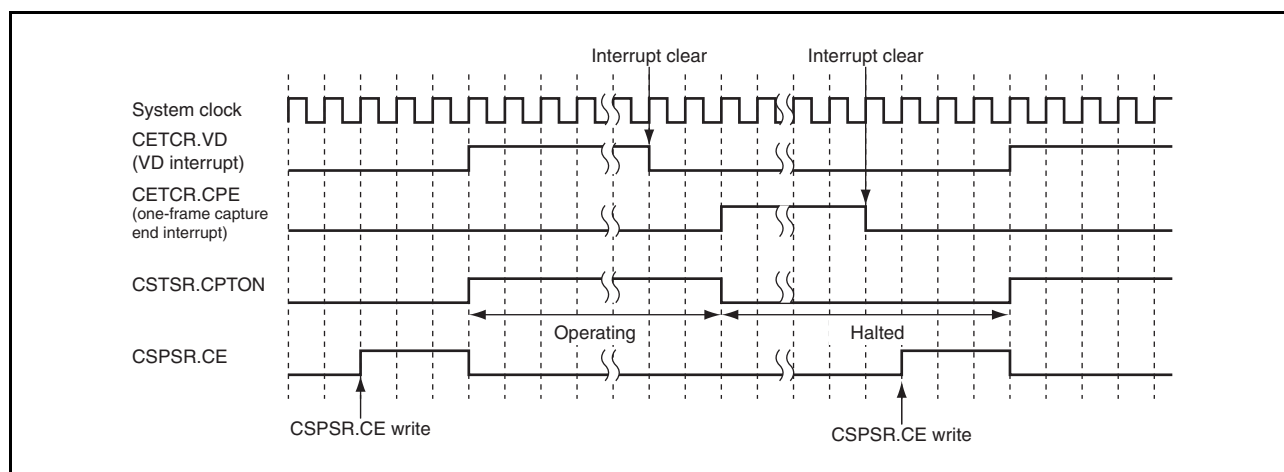 Interrupt clear
Interrupt clear
System clock
CETCR.VD
(VD interrupt)
CETCR.CPE
(one-frame capture
end interrupt)
CSTSR.CPTON
Operating
Halted
CSPSR.CE
CSPSR.CE write
CSPSR.CE write